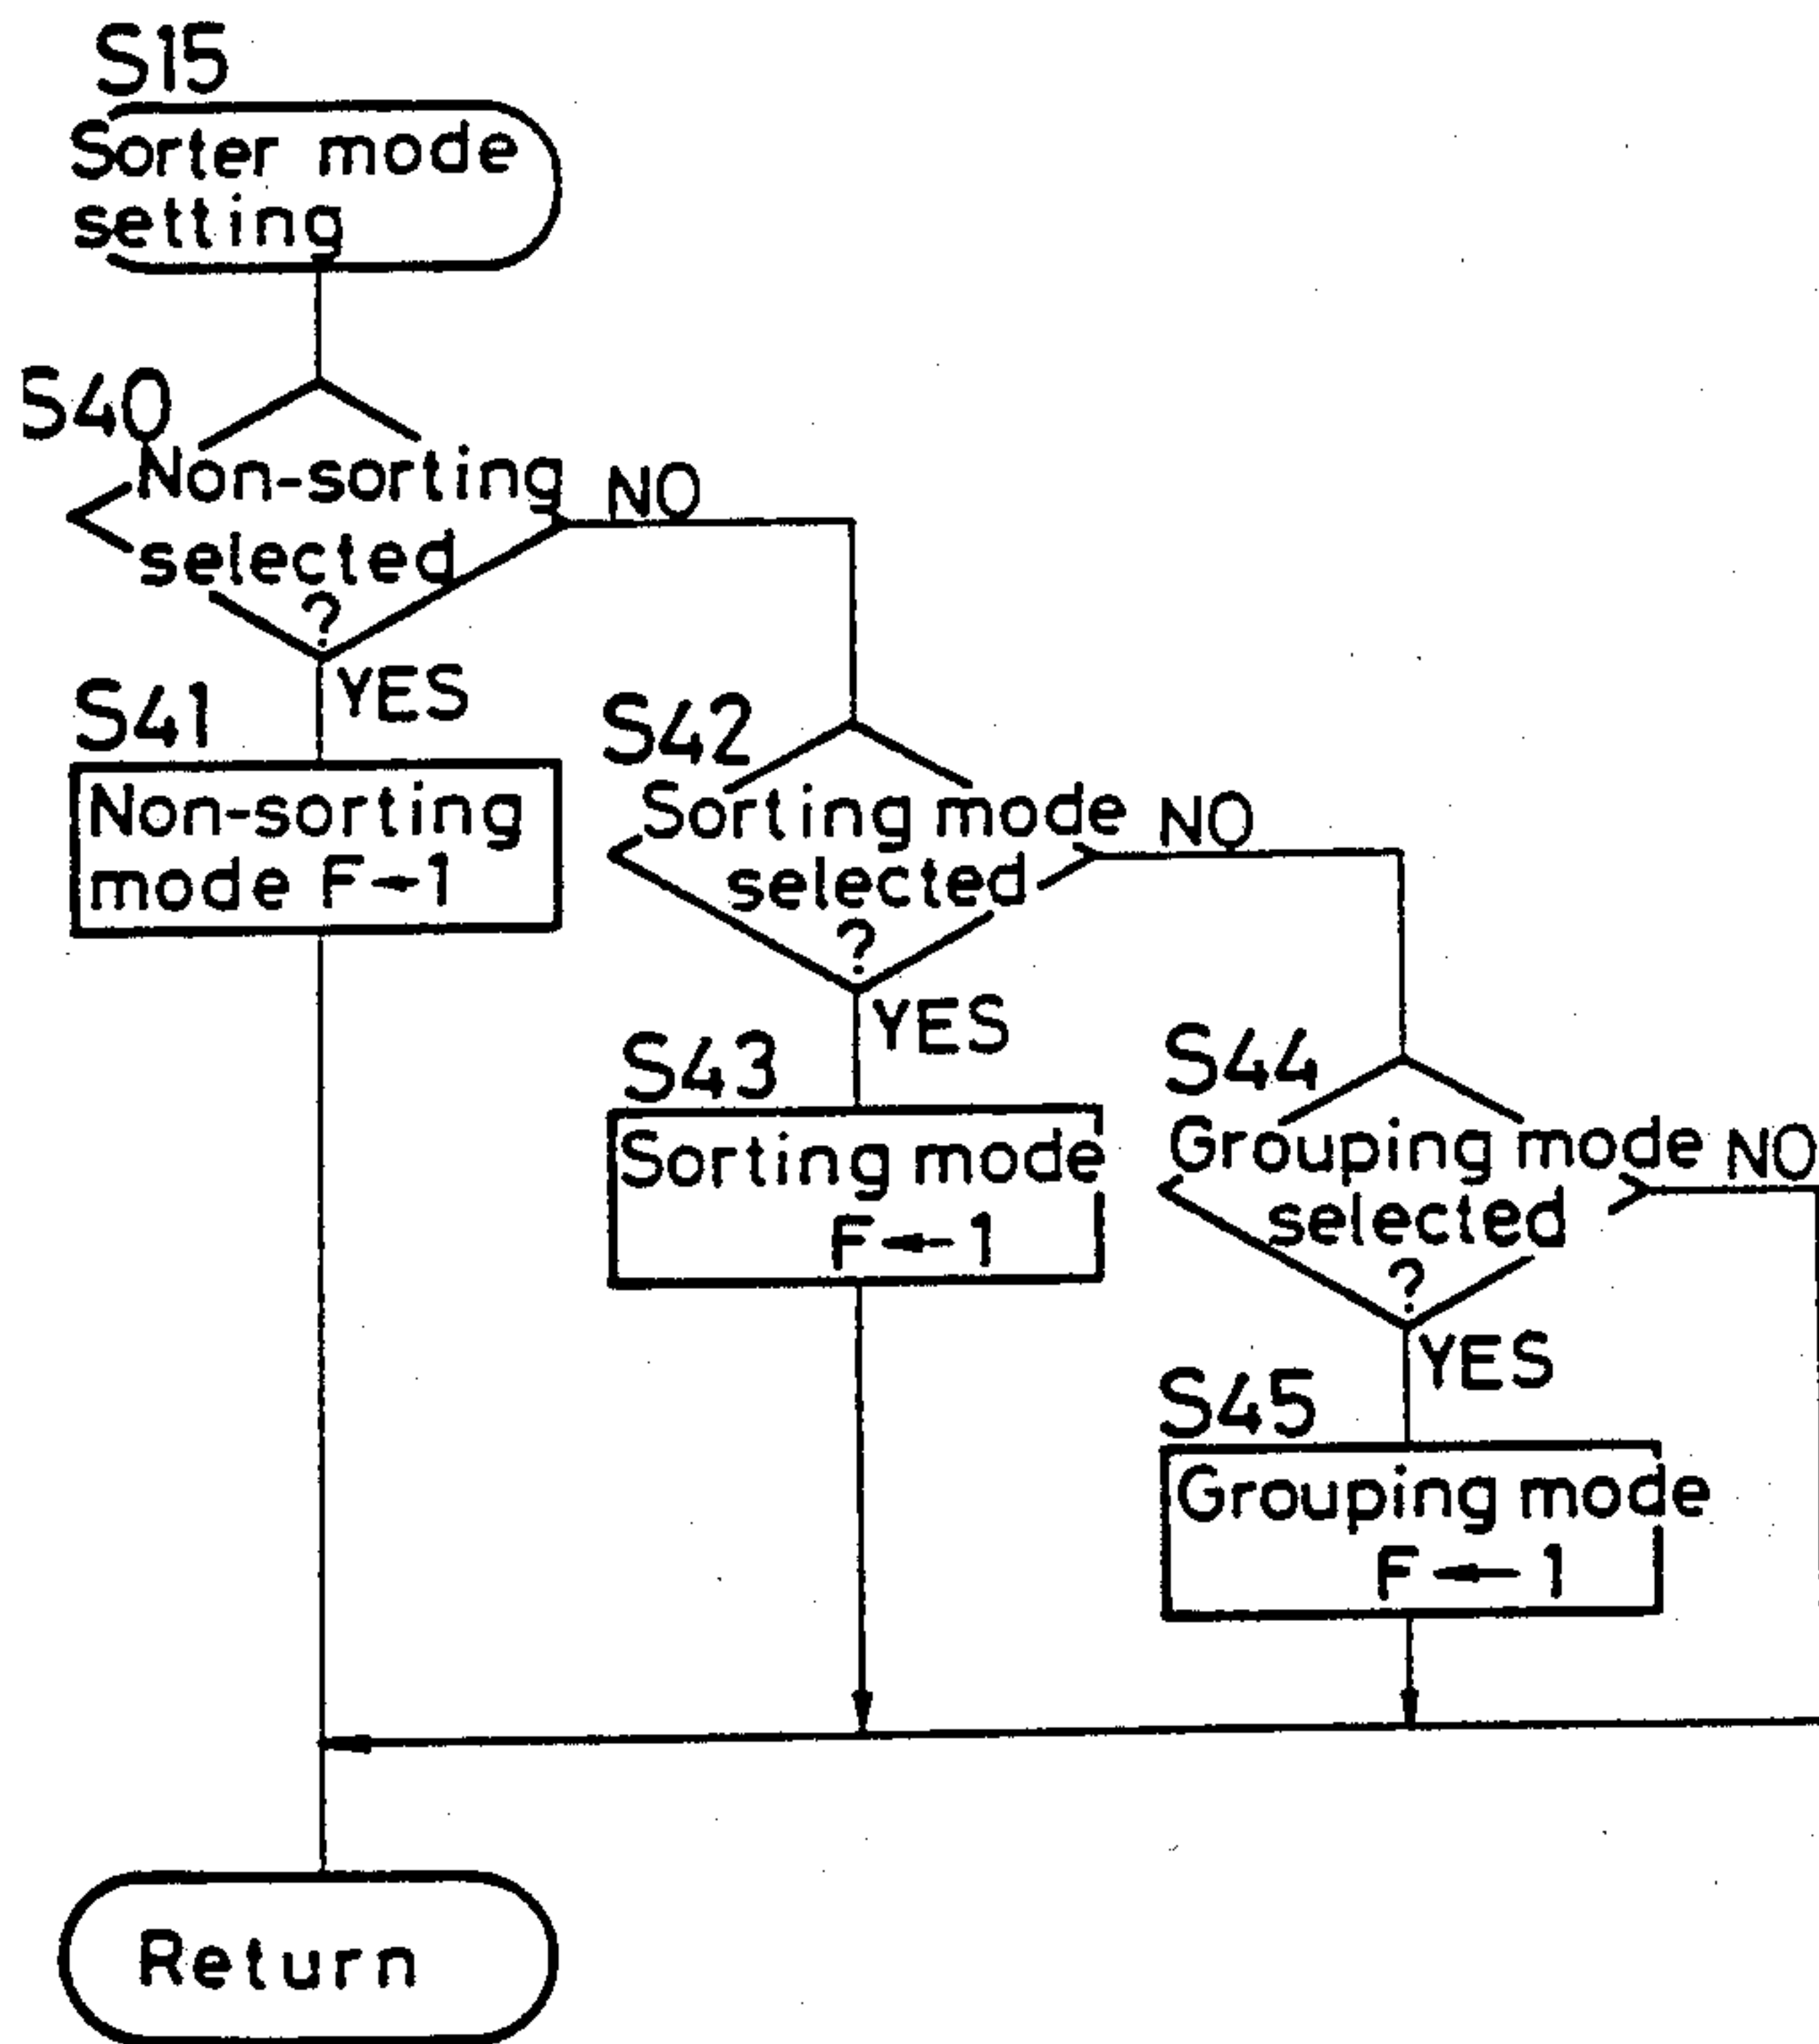 S15
Sorter mode
setting
S40
Non-sorting
selected
?
NO
YES
S41
Non-sorting
mode F←1
S42
Sorting mode
selected
?
NO
YES
S43
Sorting mode
F←1
S44
Grouping mode
selected
?
NO
YES
S45
Grouping mode
F←1
Return